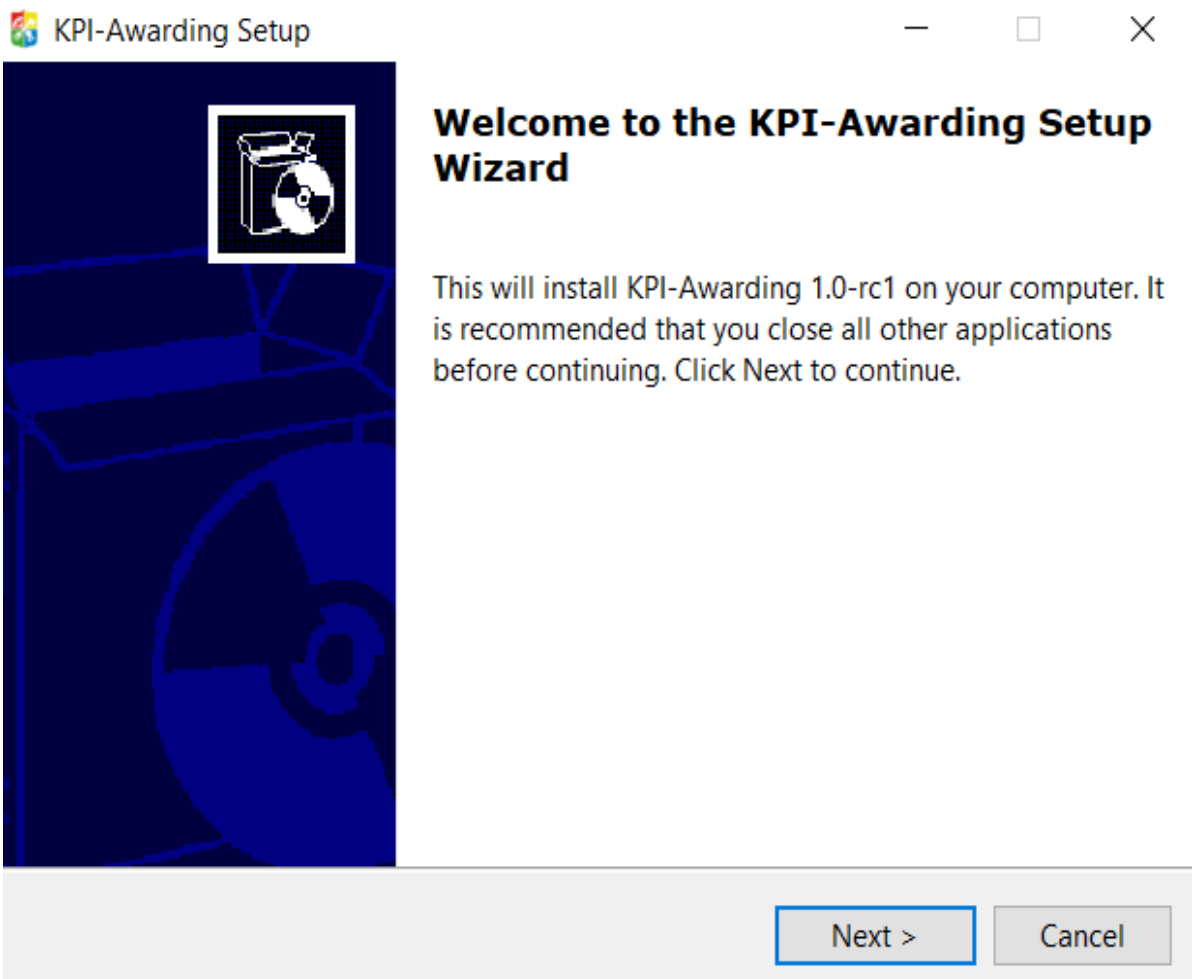 KPI-Awarding Setup
Welcome to the KPI-Awarding Setup
Wizard
This will install KPI-Awarding 1.0-rc1 on your computer. It
is recommended that you close all other applications
before continuing. Click Next to continue.
Next >
Cancel